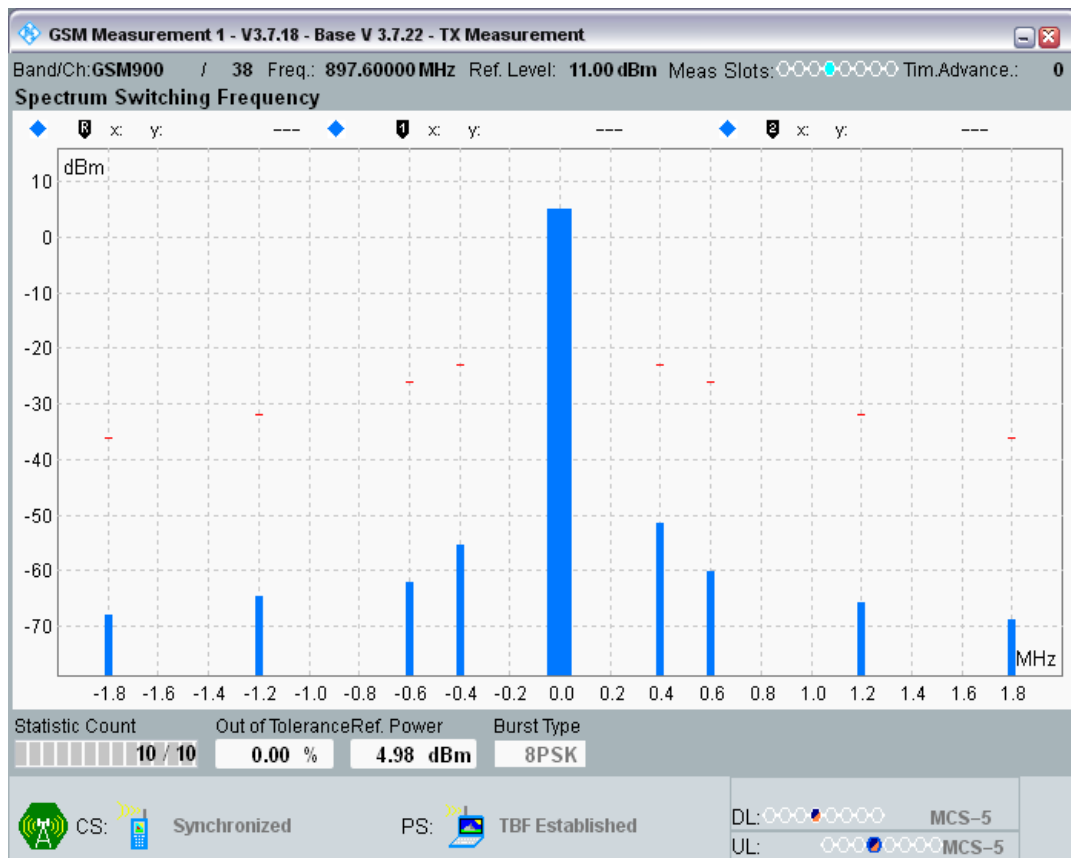 GSM Measurement 1 - V3.7.18 - Base V 3.7.22 - TX Measurement
Band/Ch:GSM900 / 38 Freq.: 897.60000 MHz Ref. Level: 11.00 dBm Meas Slots: Tim.Advance.: 0
Spectrum Switching Frequency
R x: y: --- 1 x: y: --- 2 x: y: ---
dBm
10
0
-10
-20
-30
-40
-50
-60
-70
MHz
-1.8 -1.6 -1.4 -1.2 -1.0 -0.8 -0.6 -0.4 -0.2 0.0 0.2 0.4 0.6 0.8 1.0 1.2 1.4 1.6 1.8
Statistic Count Out of Tolerance Ref. Power Burst Type
10 / 10 0.00 % 4.98 dBm 8PSK
CS: Synchronized PS: TBF Established
DL: MCS-5
UL: MCS-5